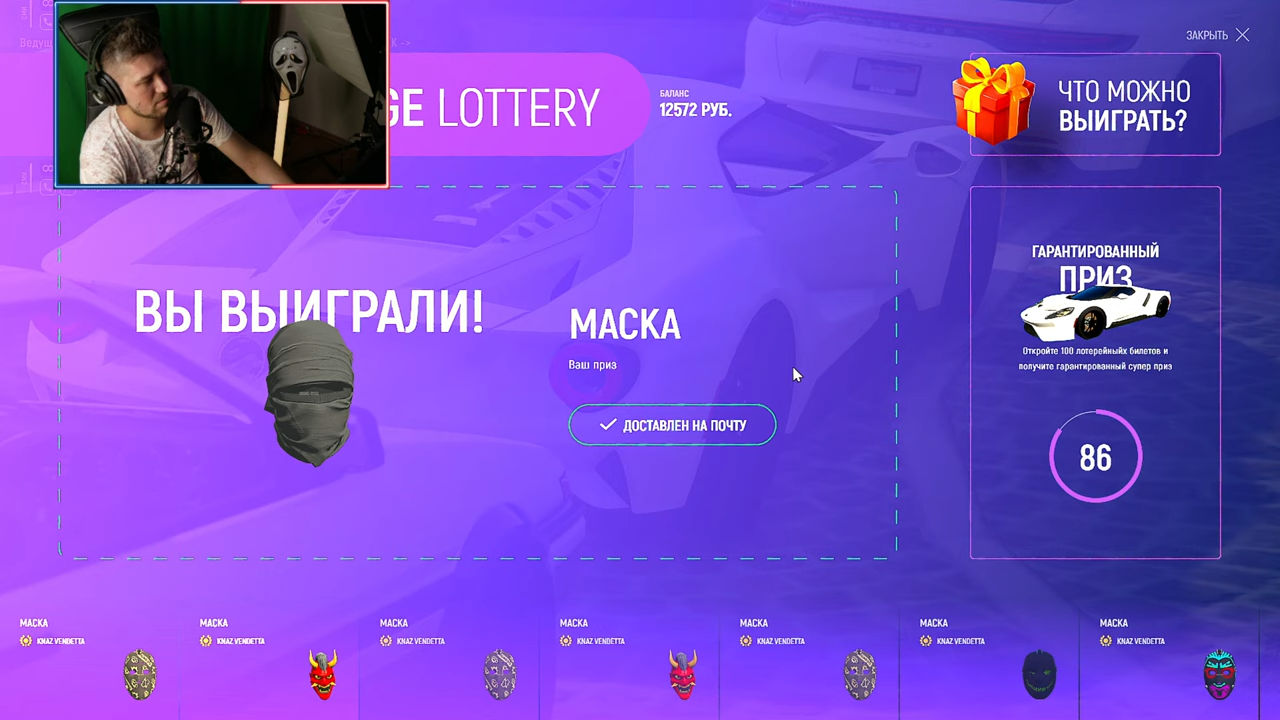 ЗАКРЫТЬ
GE LOTTERY
БАЛАНС
12572 РУБ.
ЧТО МОЖНО
ВЫИГРАТЬ?
ВЫ ВЫИГРАЛИ!
МАСКА
Ваш приз
ДОСТАВЛЕН НА ПОЧТУ
ГАРАНТИРОВАННЫЙ
ПРИЗ
Откройте 100 лотерейныйх билетов и
получите гарантированный супер приз
86
МАСКА
KNAZ VENDETTA
МАСКА
KNAZ VENDETTA
МАСКА
KNAZ VENDETTA
МАСКА
KNAZ VENDETTA
МАСКА
KNAZ VENDETTA
МАСКА
KNAZ VENDETTA
МАСКА
KNAZ VENDETTA